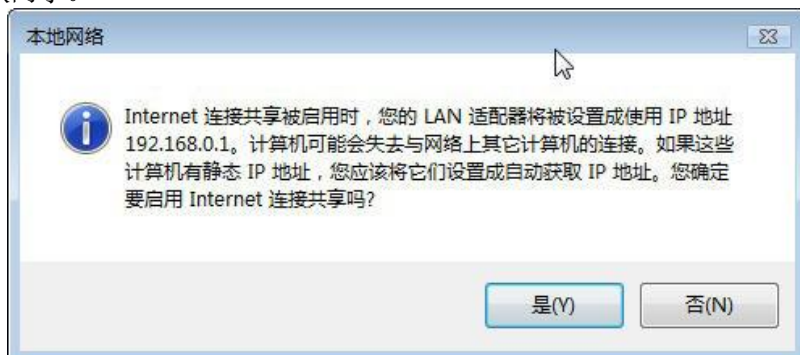 本地网络
Internet 连接共享被启用时，您的 LAN 适配器将被设置成使用 IP 地址
192.168.0.1。计算机可能会失去与网络上其它计算机的连接。如果这些
计算机有静态 IP 地址，您应该将它们设置成自动获取 IP 地址。您确定
要启用 Internet 连接共享吗?
是(Y)
否(N)